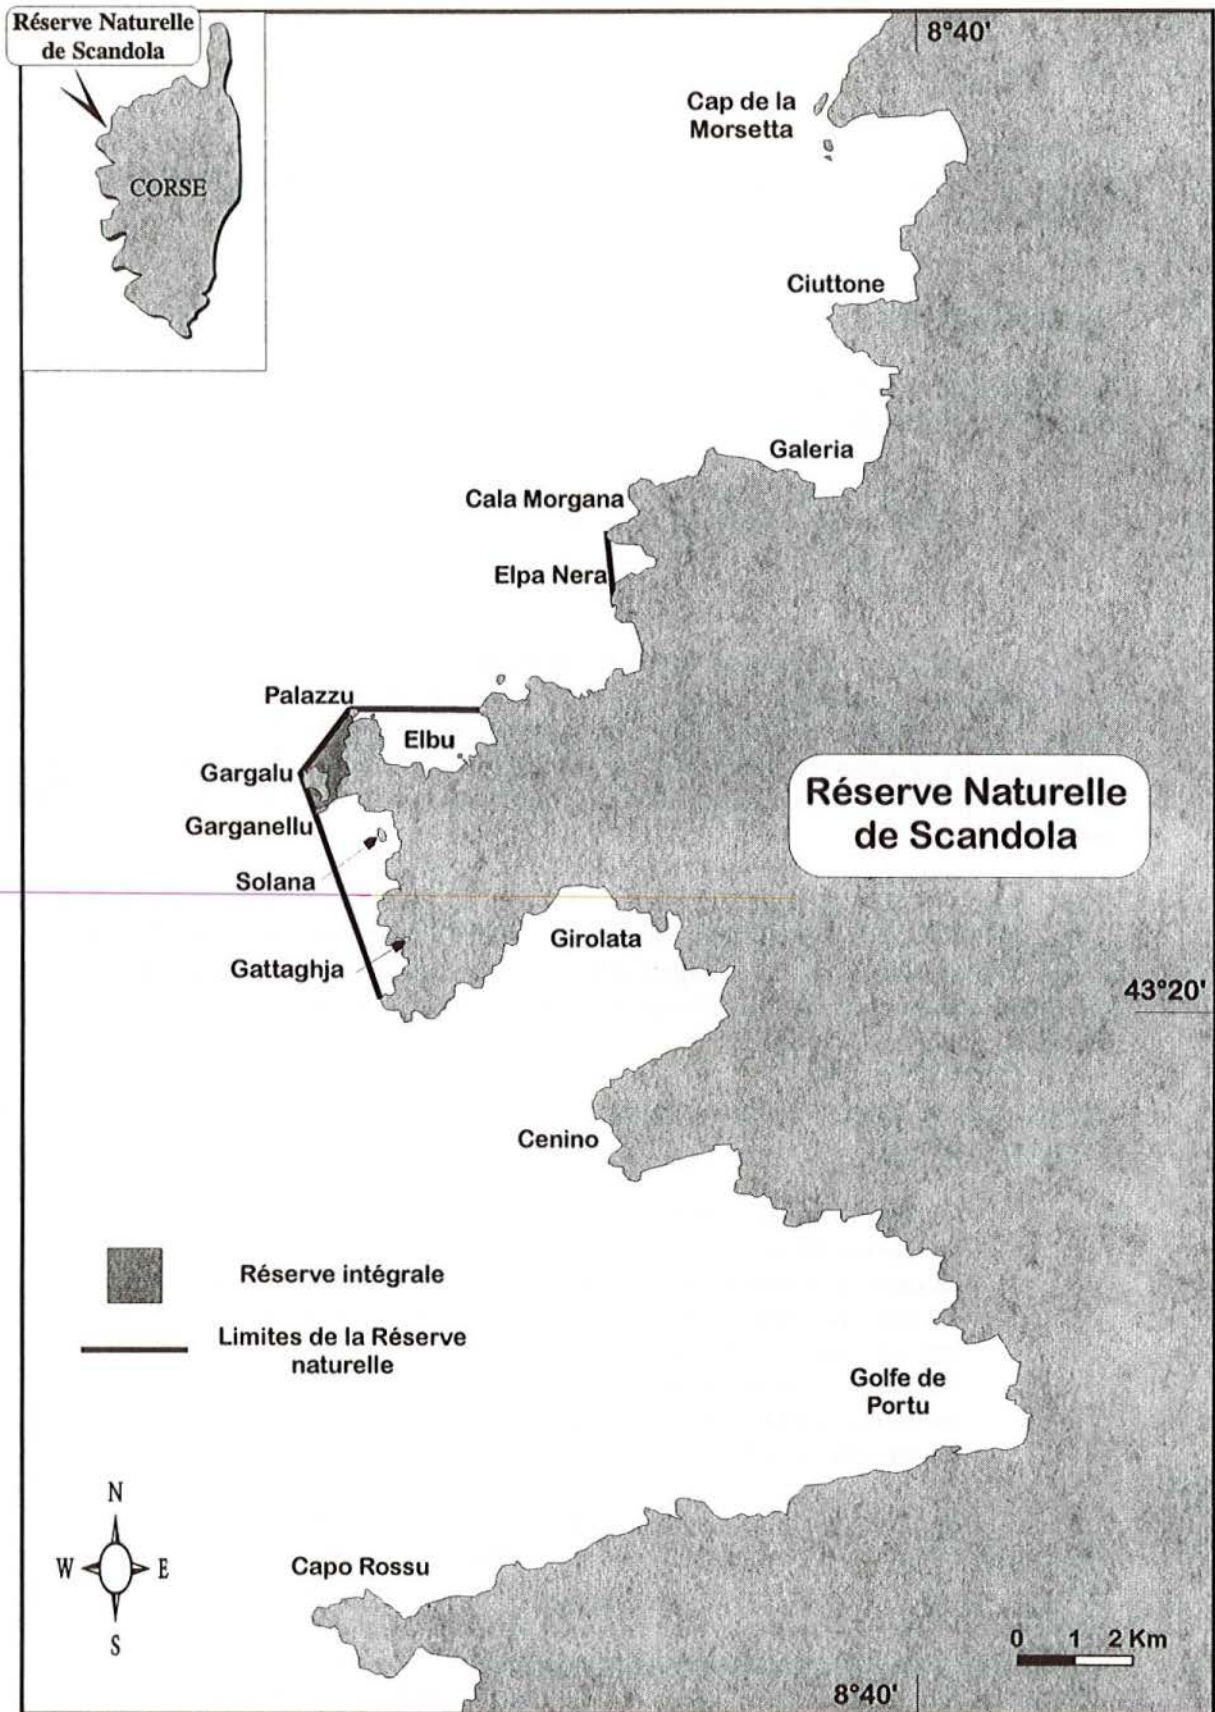 Réserve Naturelle
de Scandola
CORSE
8°40'
Cap de la
Morsetta
Ciuttone
Galeria
Cala Morgana
Elpa Nera
Palazzu
Elbu
Gargalu
Garganellu
Solana
Gattaghja
Girolata
Réserve Naturelle
de Scandola
43°20'
Cenino
Réserve intégrale
Limites de la Réserve
naturelle
Golfe de
Portu
N
W E
S
Capo Rossu
0 1 2 Km
8°40'